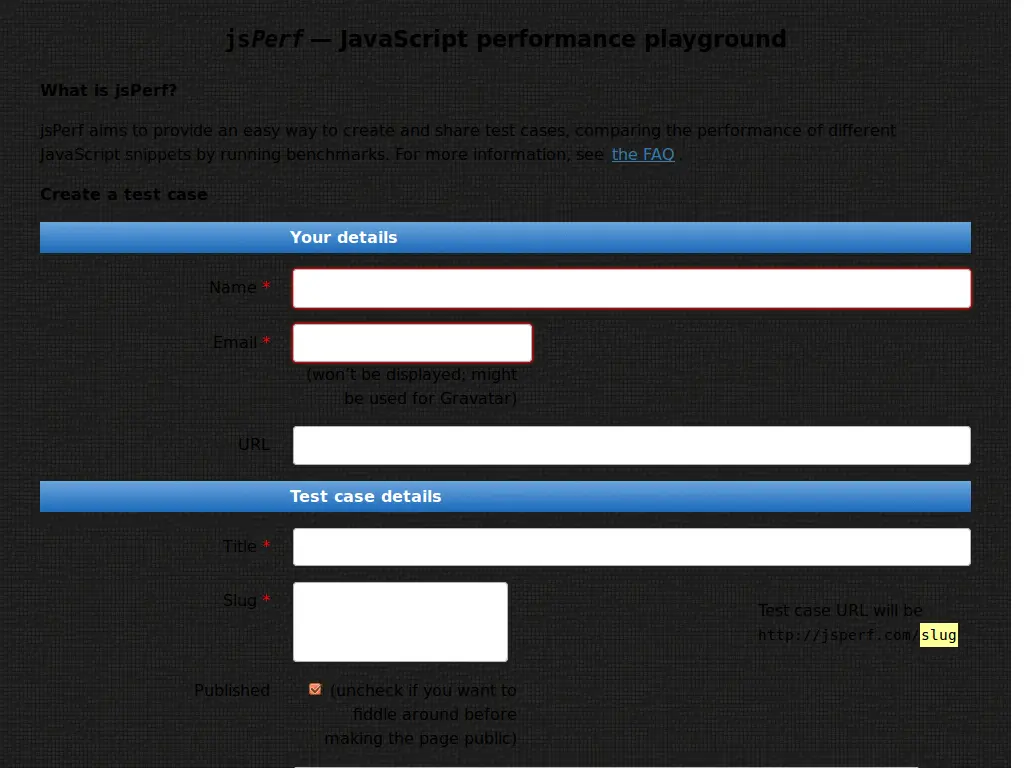 jsPerf — JavaScript performance playground
What is jsPerf?
jsPerf aims to provide an easy way to create and share test cases, comparing the performance of different
JavaScript snippets by running benchmarks. For more information, see the FAQ.
Create a test case
Your details
Name *
Email *
(won’t be displayed; might
be used for Gravatar)
URL
Test case details
Title *
Slug *
Test case URL will be
http://jsperf.com/slug
Published
(uncheck if you want to
fiddle around before
making the page public)